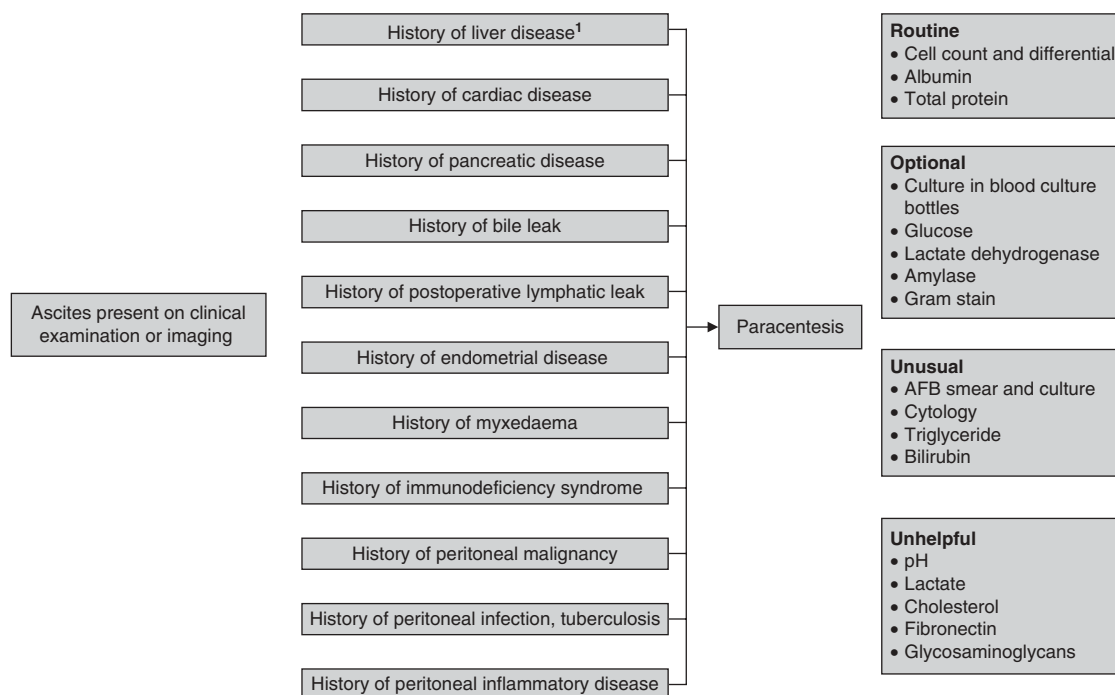 Ascites present on clinical
examination or imaging
History of liver disease¹
History of cardiac disease
History of pancreatic disease
History of bile leak
History of postoperative lymphatic leak
History of endometrial disease
History of myxedaema
History of immunodeficiency syndrome
History of peritoneal malignancy
History of peritoneal infection, tuberculosis
History of peritoneal inflammatory disease
Paracentesis
Routine
• Cell count and differential
• Albumin
• Total protein
Optional
• Culture in blood culture
bottles
• Glucose
• Lactate dehydrogenase
• Amylase
• Gram stain
Unusual
• AFB smear and culture
• Cytology
• Triglyceride
• Bilirubin
Unhelpful
• pH
• Lactate
• Cholesterol
• Fibronectin
• Glycosaminoglycans